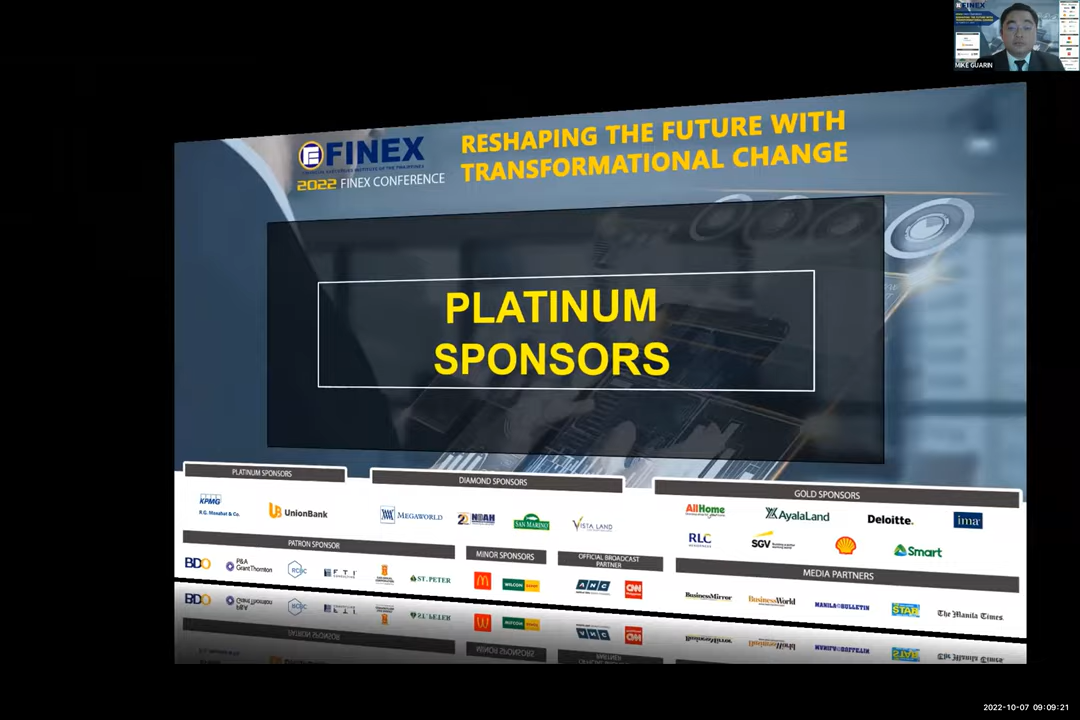 FINEX
MIKE GUARIN
FINEX
2022 FINEX CONFERENCE
RESHAPING THE FUTURE WITH
TRANSFORMATIONAL CHANGE
PLATINUM
SPONSORS
PLATINUM SPONSORS
KPMG
R.G. Manabat & Co.
UnionBank
DIAMOND SPONSORS
MEGAWORLD
NOAH
SAN MARINO
VISTA LAND
GOLD SPONSORS
AllHome
AyalaLand
Deloitte.
ima
RLC
SGV
Smart
PATRON SPONSOR
BDO
P&A
Grant Thornton
RCBC
FTI
ST. PETER
MINOR SPONSORS
WILCON
OFFICIAL BROADCAST
PARTNER
ANC
CNN
MEDIA PARTNERS
BusinessMirror
BusinessWorld
MANILA BULLETIN
STAR
The Manila Times
2022-10-07 09:09:21